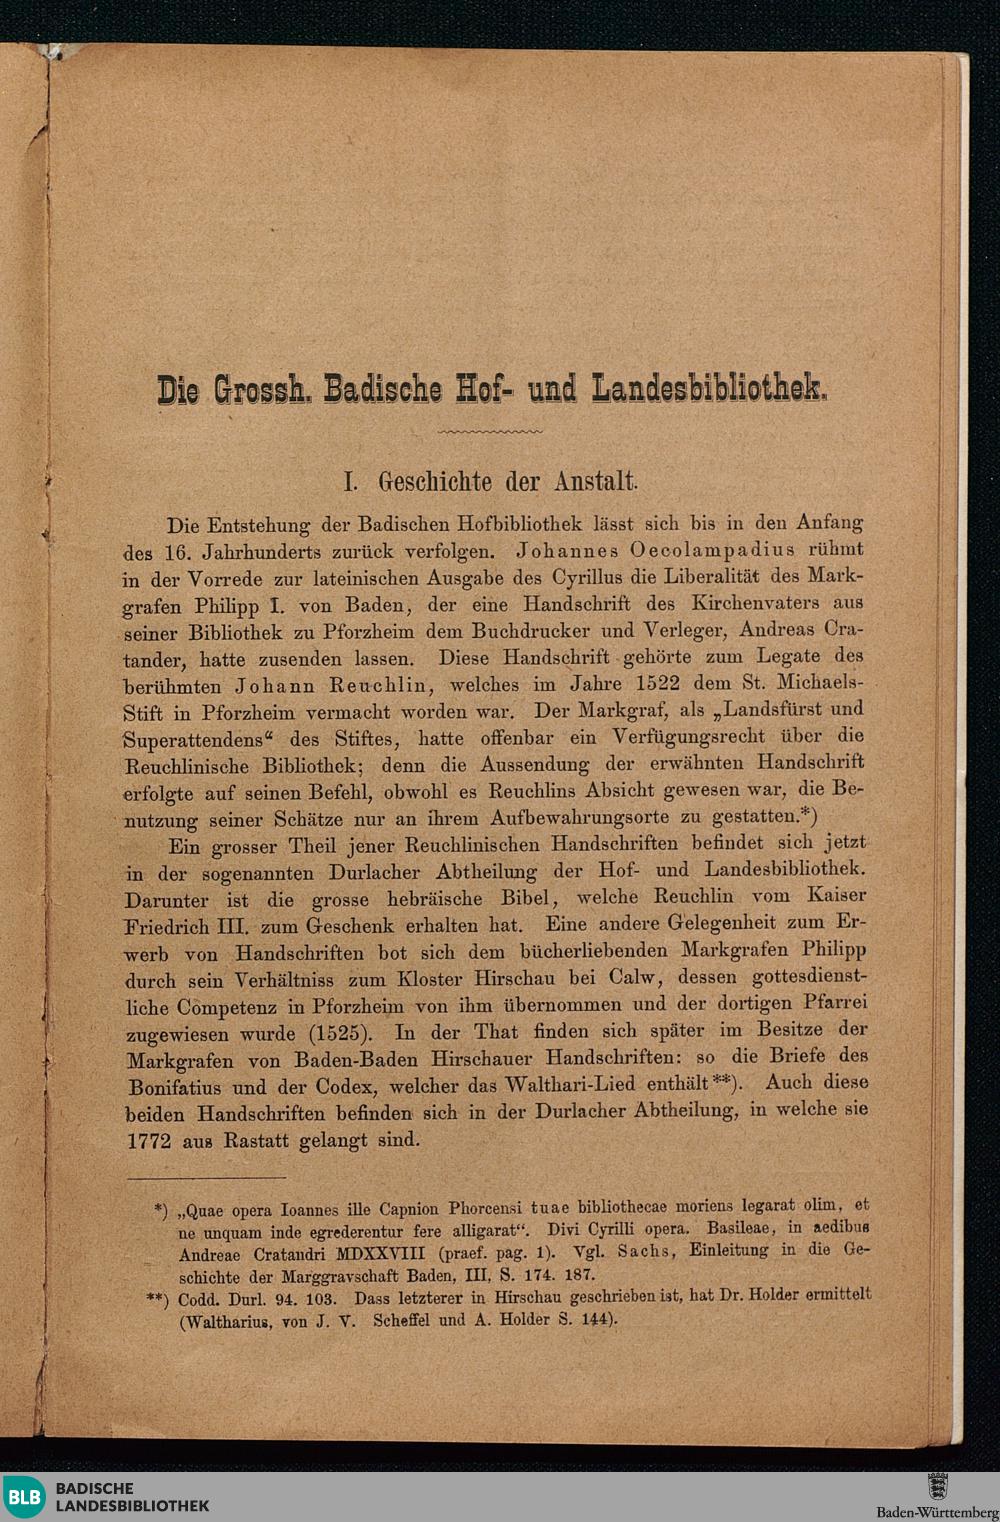 Die Grossh. Badische Hof- und Landesbibliothek.
I. Geschichte der Anstalt.
Die Entstehung der Badischen Hofbibliothek lässt sich bis in den Anfang
des 16. Jahrhunderts zurück verfolgen. Johannes Oecolampadius rühmt
in der Vorrede zur lateinischen Ausgabe des Cyrillus die Liberalität des Mark-
grafen Philipp I. von Baden, der eine Handschrift des Kirchenvaters aus
seiner Bibliothek zu Pforzheim dem Buchdrucker und Verleger, Andreas Cra-
tander, hatte zusenden lassen. Diese Handschrift gehörte zum Legate des
berühmten Johann Reuchlin, welches im Jahre 1522 dem St. Michaels-
Stift in Pforzheim vermacht worden war. Der Markgraf, als „Landsfürst und
Superattendens“ des Stiftes, hatte offenbar ein Verfügungsrecht über die
Reuchlinische Bibliothek; denn die Aussendung der erwähnten Handschrift
erfolgte auf seinen Befehl, obwohl es Reuchlins Absicht gewesen war, die Be-
nutzung seiner Schätze nur an ihrem Aufbewahrungsorte zu gestatten.*)
Ein grosser Theil jener Reuchlinischen Handschriften befindet sich jetzt
in der sogenannten Durlacher Abtheilung der Hof- und Landesbibliothek.
Darunter ist die grosse hebräische Bibel, welche Reuchlin vom Kaiser
Friedrich III. zum Geschenk erhalten hat. Eine andere Gelegenheit zum Er-
werb von Handschriften bot sich dem bücherliebenden Markgrafen Philipp
durch sein Verhältniss zum Kloster Hirschau bei Calw, dessen gottesdienst-
liche Competenz in Pforzheim von ihm übernommen und der dortigen Pfarrei
zugewiesen wurde (1525). In der That finden sich später im Besitze der
Markgrafen von Baden-Baden Hirschauer Handschriften: so die Briefe des
Bonifatius und der Codex, welcher das Walthari-Lied enthält**). Auch diese
beiden Handschriften befinden sich in der Durlacher Abtheilung, in welche sie
1772 aus Rastatt gelangt sind.
*) „Quae opera Ioannes ille Capnion Phorcensi tuae bibliothecae moriens legarat olim, et
ne unquam inde egrederentur fere alligarat“. Divi Cyrilli opera. Basileae, in aedibus
Andreae Cratandri MDXXVIII (praef. pag. 1). Vgl. Sachs, Einleitung in die Ge-
schichte der Marggravschaft Baden, III, S. 174. 187.
**) Codd. Durl. 94. 103. Dass letzterer in Hirschau geschrieben ist, hat Dr. Holder ermittelt
(Waltharius, von J. V. Scheffel und A. Holder S. 144).
BLB BADISCHE
LANDESBIBLIOTHEK
Baden-Württemberg